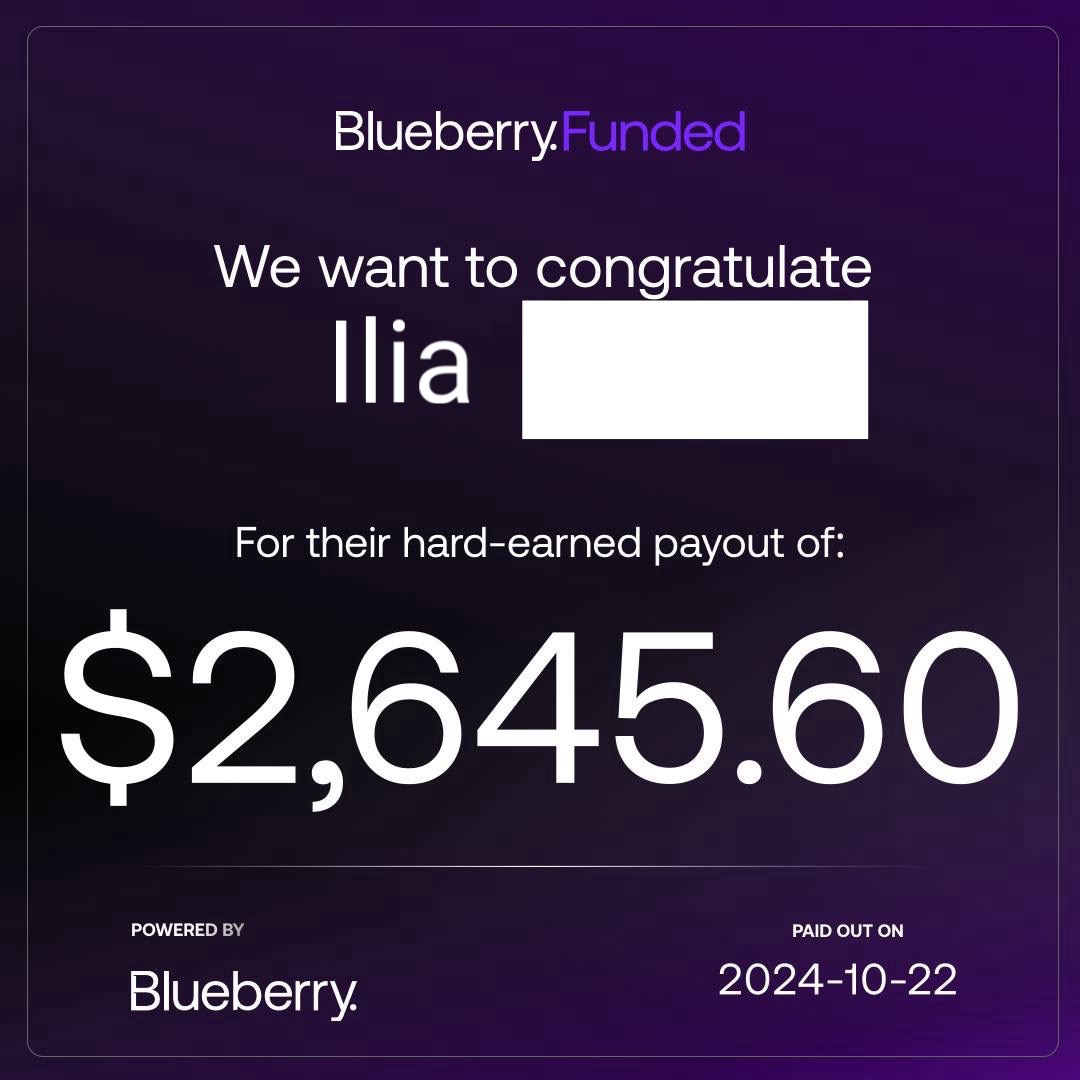 Blueberry.Funded
We want to congratulate
Ilia
For their hard-earned payout of:
$2,645.60
POWERED BY
Blueberry.
PAID OUT ON
2024-10-22